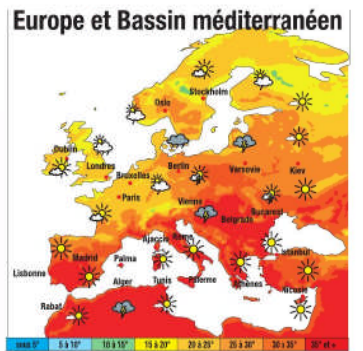 Europe et Bassin méditerranéen
Stockholm
Oslo
Dublin
Londres
Berlin
Varsovie
Kiev
Bruxelles
Paris
Vienne
Bucarest
Belgrade
Ajaccio Rome
Madrid
Palma
Istanbul
Lisbonne
Alger
Tunis
Palerme
Athènes
Nicosie
Rabat
sous 5°
5 à 10°
10 à 15°
15 à 20°
20 à 25°
25 à 30°
30 à 35°
35° et +